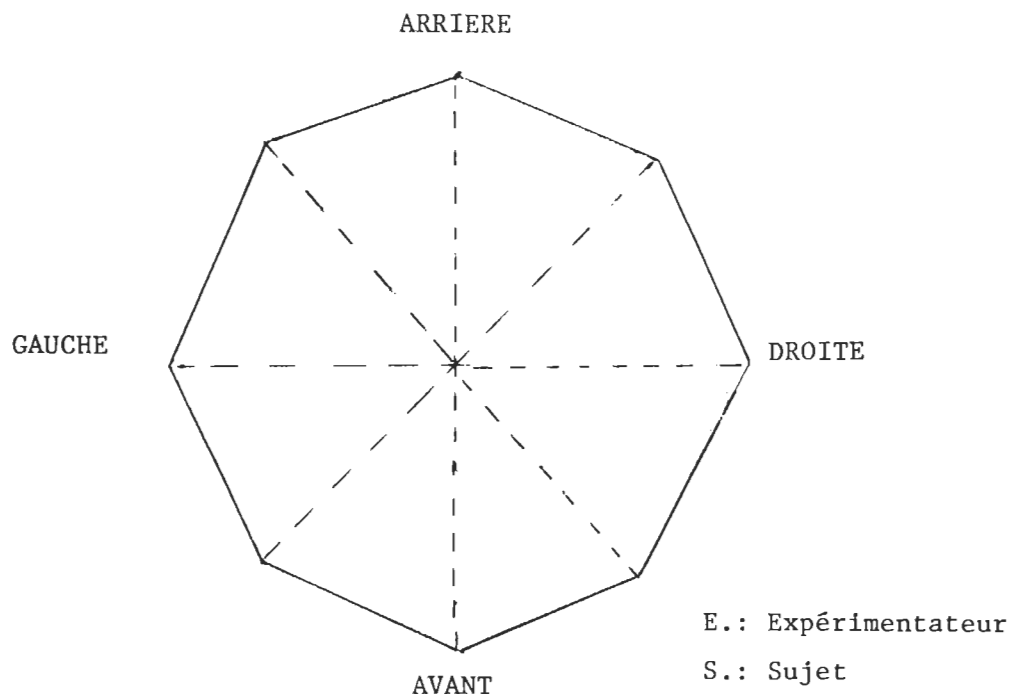 ARRIERE
GAUCHE
DROITE
AVANT
E.: Expérimentateur
S.: Sujet